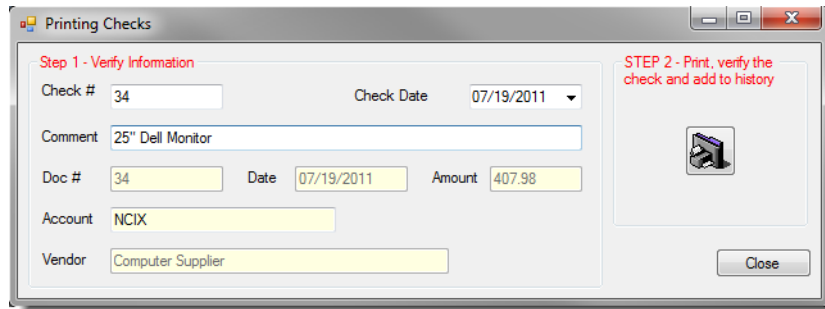 Printing Checks
Step 1 - Verify Information
Check # 34 Check Date 07/19/2011
Comment 25" Dell Monitor
Doc # 34 Date 07/19/2011 Amount 407.98
Account NCIX
Vendor Computer Supplier
STEP 2 - Print, verify the
check and add to history
Close